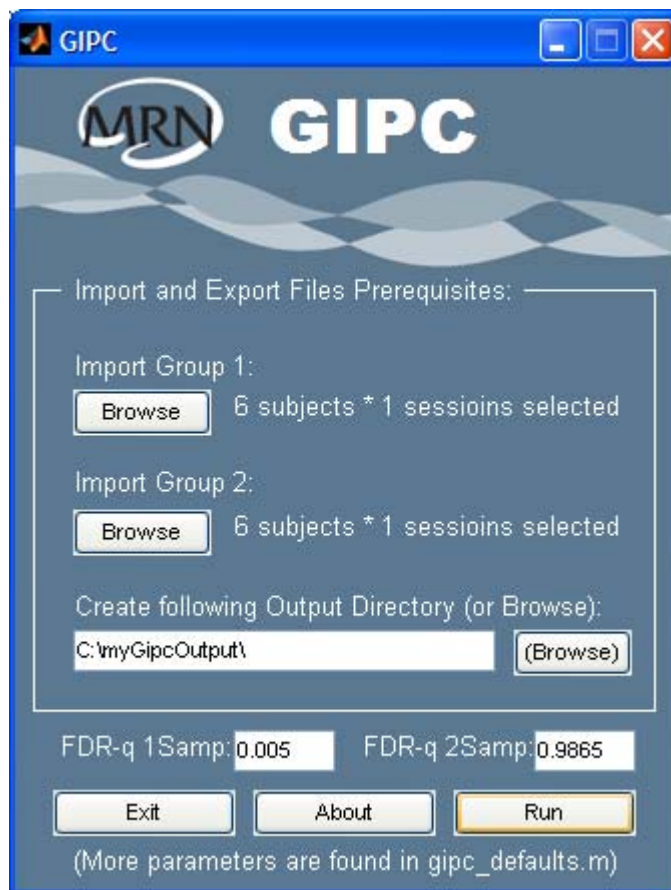 GIPC
MRN GIPC
Import and Export Files Prerequisites:
Import Group 1:
Browse 6 subjects * 1 sessioins selected
Import Group 2:
Browse 6 subjects * 1 sessioins selected
Create following Output Directory (or Browse):
C:\myGipcOutput\ (Browse)
FDR-q 1Samp: 0.005 FDR-q 2Samp: 0.9865
Exit About Run
(More parameters are found in gipc_defaults.m)